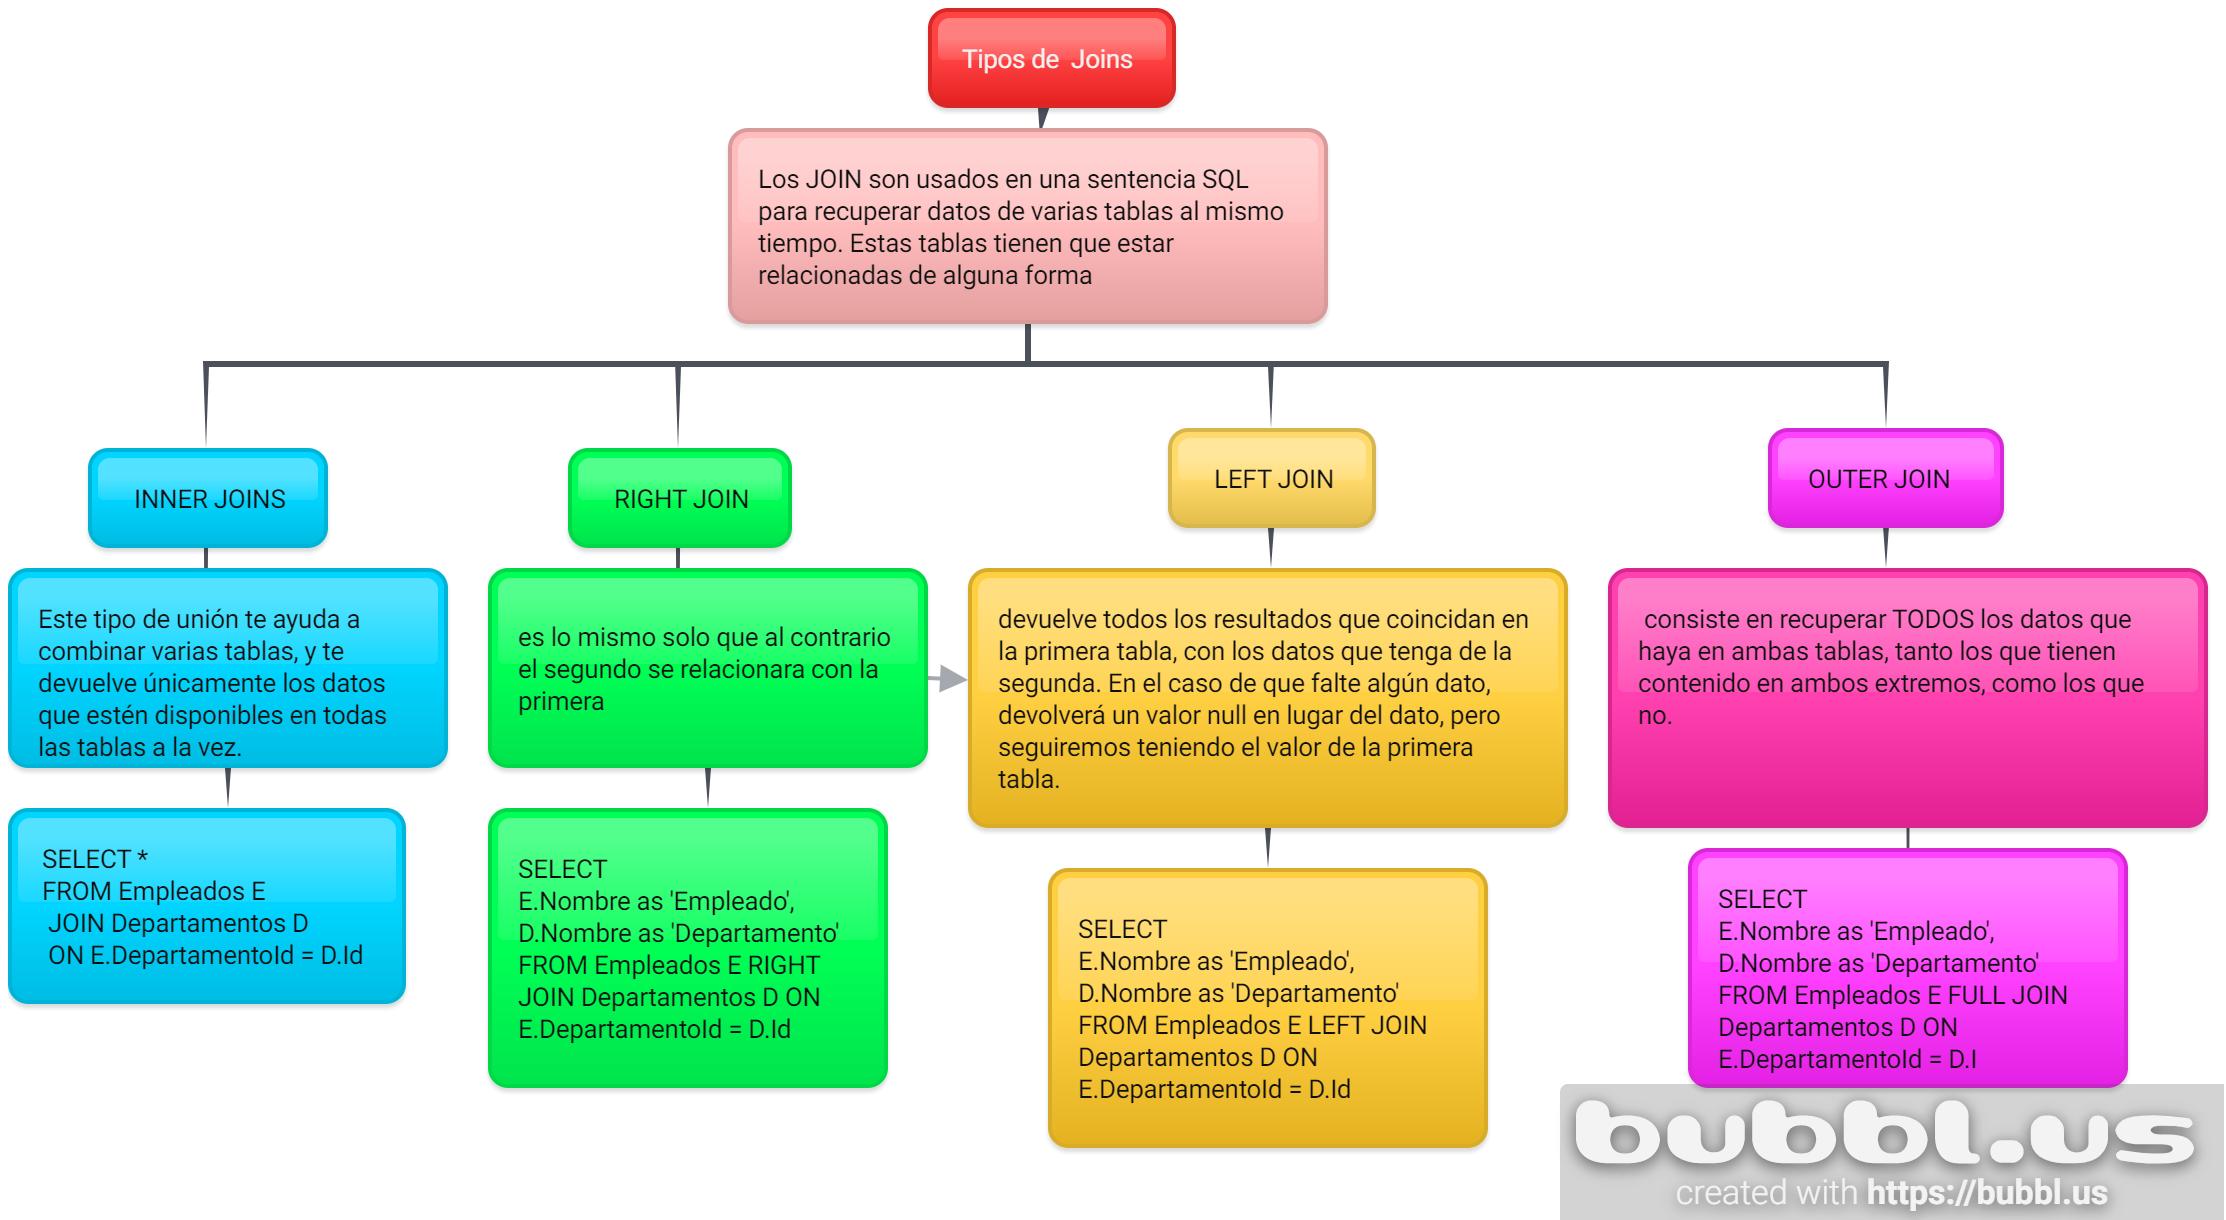 Tipos de  Joins
Los JOIN son usados en una sentencia SQL
para recuperar datos de varias tablas al mismo
tiempo. Estas tablas tienen que estar
relacionadas de alguna forma
INNER JOINS
Este tipo de unión te ayuda a
combinar varias tablas, y te
devuelve únicamente los datos
que estén disponibles en todas
las tablas a la vez.
SELECT *
FROM Empleados E
JOIN Departamentos D
ON E.DepartamentoId = D.Id
RIGHT JOIN
es lo mismo solo que al contrario
el segundo se relacionara con la
primera
SELECT
E.Nombre as 'Empleado',
D.Nombre as 'Departamento'
FROM Empleados E RIGHT
JOIN Departamentos D ON
E.DepartamentoId = D.Id
LEFT JOIN
devuelve todos los resultados que coincidan en
la primera tabla, con los datos que tenga de la
segunda. En el caso de que falte algún dato,
devolverá un valor null en lugar del dato, pero
seguiremos teniendo el valor de la primera
tabla.
SELECT
E.Nombre as 'Empleado',
D.Nombre as 'Departamento'
FROM Empleados E LEFT JOIN
Departamentos D ON
E.DepartamentoId = D.Id
OUTER JOIN
consiste en recuperar TODOS los datos que
haya en ambas tablas, tanto los que tienen
contenido en ambos extremos, como los que
no.
SELECT
E.Nombre as 'Empleado',
D.Nombre as 'Departamento'
FROM Empleados E FULL JOIN
Departamentos D ON
E.DepartamentoId = D.I
bubbl.us
created with https://bubbl.us